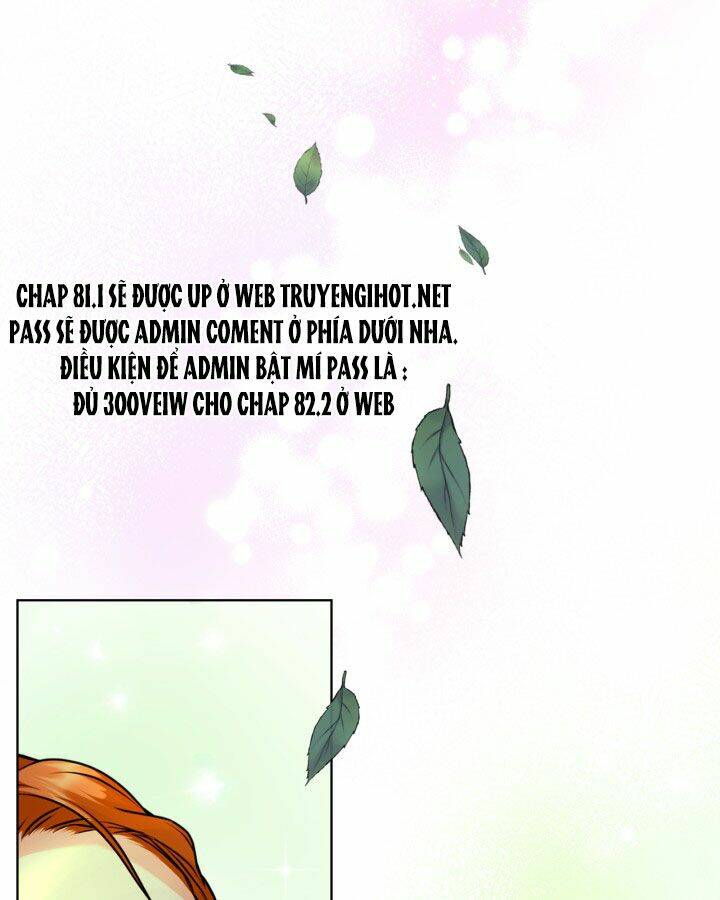 CHAP 81.1 SẼ ĐƯỢC UP Ở WEB TRUYENGIHOT.NET
PASS SẼ ĐƯỢC ADMIN COMENT Ở PHÍA DƯỚI NHA.
ĐIỀU KIỆN ĐỂ ADMIN BẬT MÍ PASS LÀ :
ĐỦ 300VEIW CHO CHAP 82.2 Ở WEB